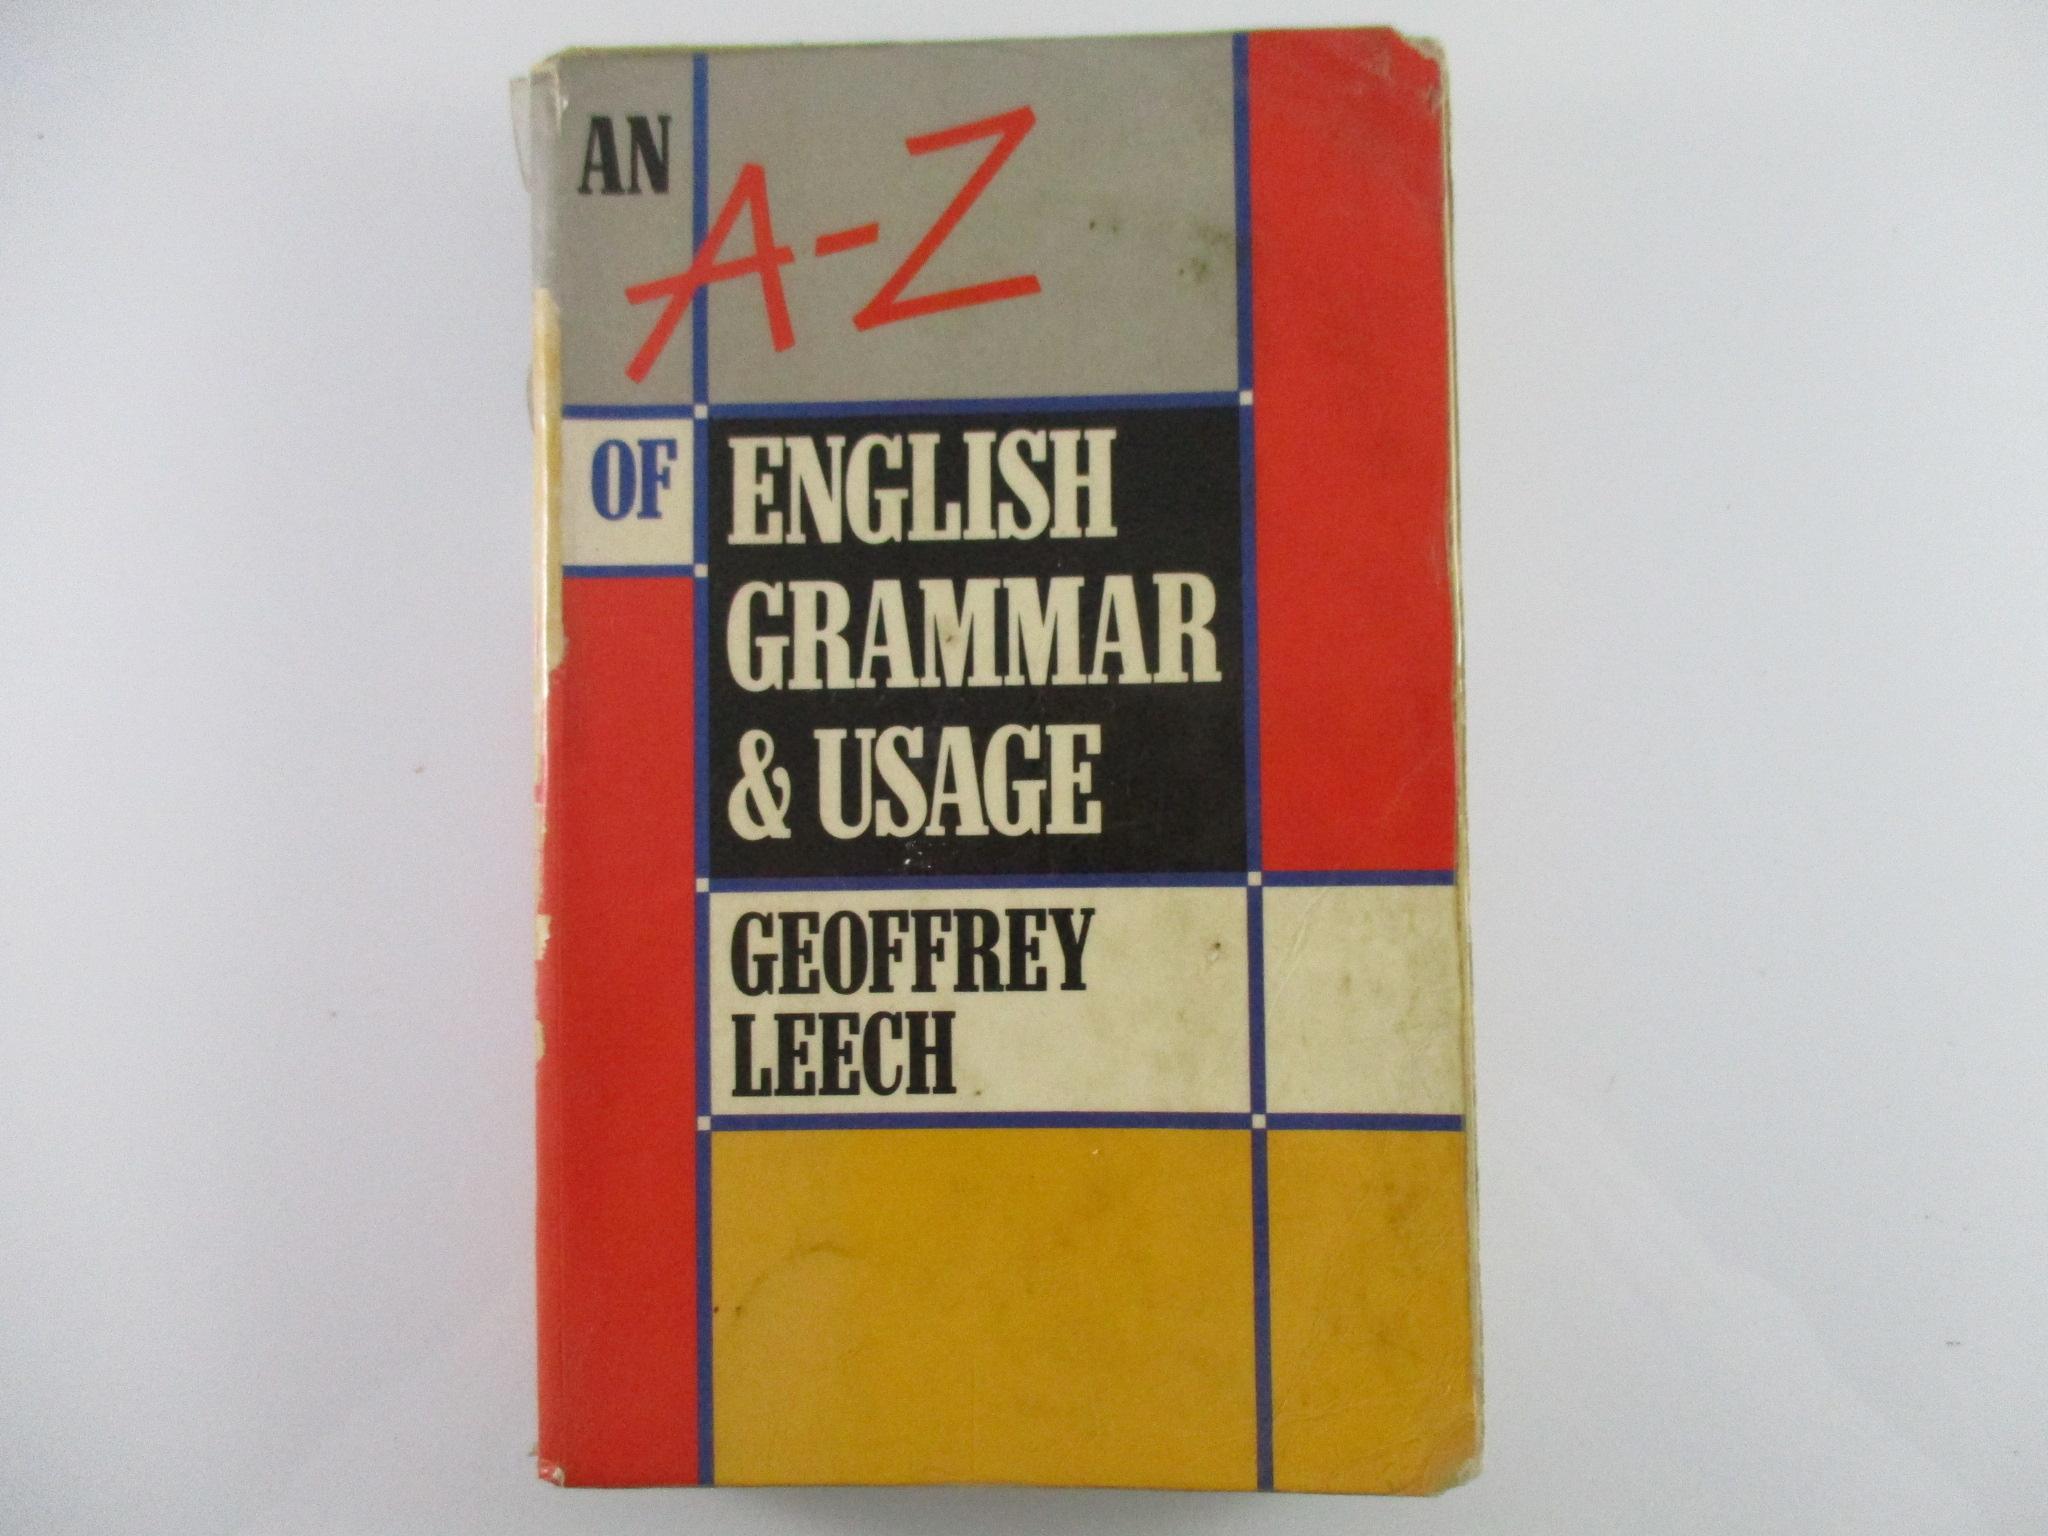 AN
A-Z
OF ENGLISH
GRAMMAR
& USAGE
GEOFFREY
LEECH